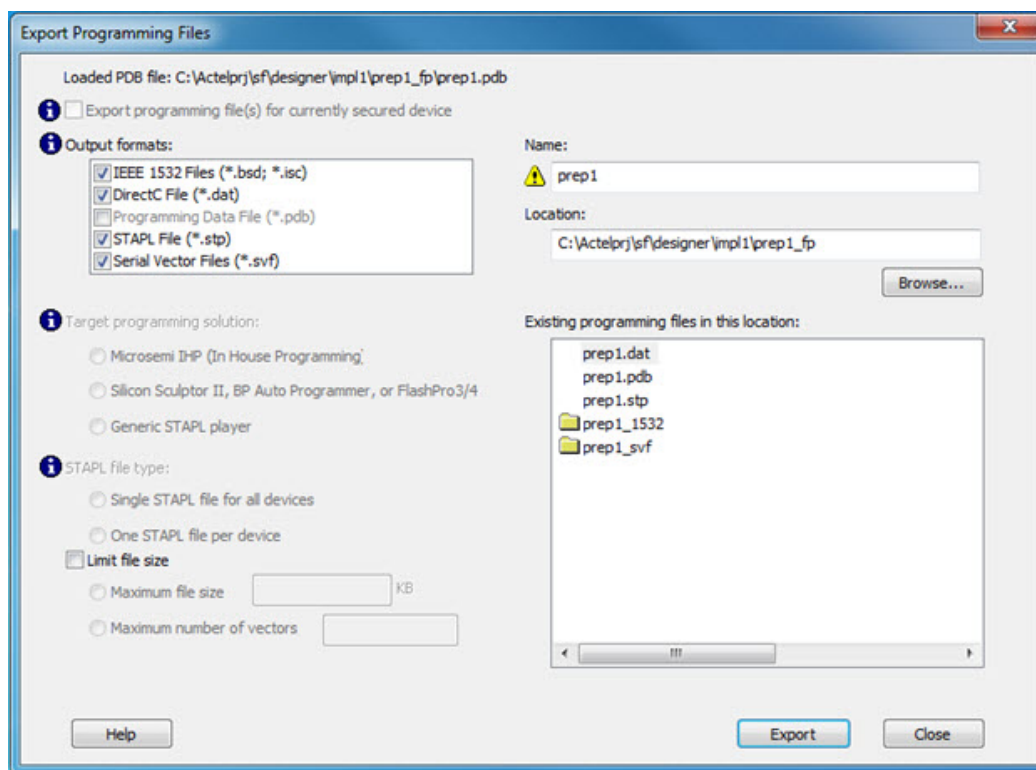 Export Programming Files
Loaded PDB file: C:\Actelprj\sf\designer\impl1\prep1_fp\prep1.pdb
Export programming file(s) for currently secured device
Output formats:
IEEE 1532 Files (*.bsd; *.isc)
DirectC File (*.dat)
Programming Data File (*.pdb)
STAPL File (*.stp)
Serial Vector Files (*.svf)
Name:
prep1
Location:
C:\Actelprj\sf\designer\impl1\prep1_fp
Browse...
Target programming solution:
Microsemi IHP (In House Programming)
Silicon Sculptor II, BP Auto Programmer, or FlashPro3/4
Generic STAPL player
STAPL file type:
Single STAPL file for all devices
One STAPL file per device
Limit file size
Maximum file size
KB
Maximum number of vectors
Existing programming files in this location:
prep1.dat
prep1.pdb
prep1.stp
prep1_1532
prep1_svf
Help
Export
Close